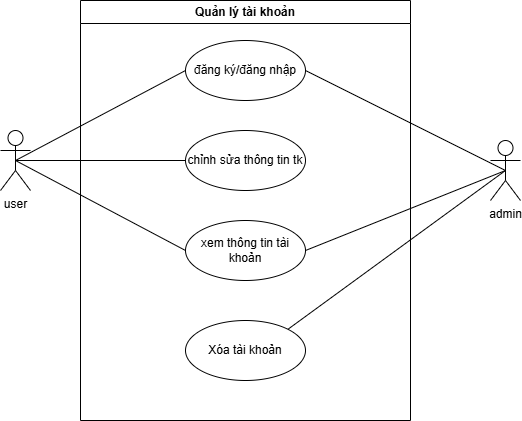 Quản lý tài khoản
đăng ký/đăng nhập
chỉnh sửa thông tin tk
user
admin
xem thông tin tài
khoản
Xóa tài khoản